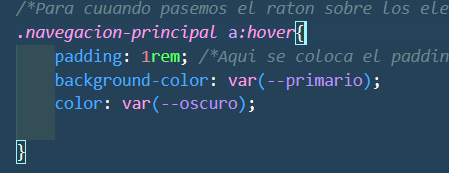 /*Para cuuando pasemos el raton sobre los ele
.navegacion-principal a:hover{
padding: 1rem; /*Aqui se coloca el paddin
background-color: var(--primario);
color: var(--oscuro);
}